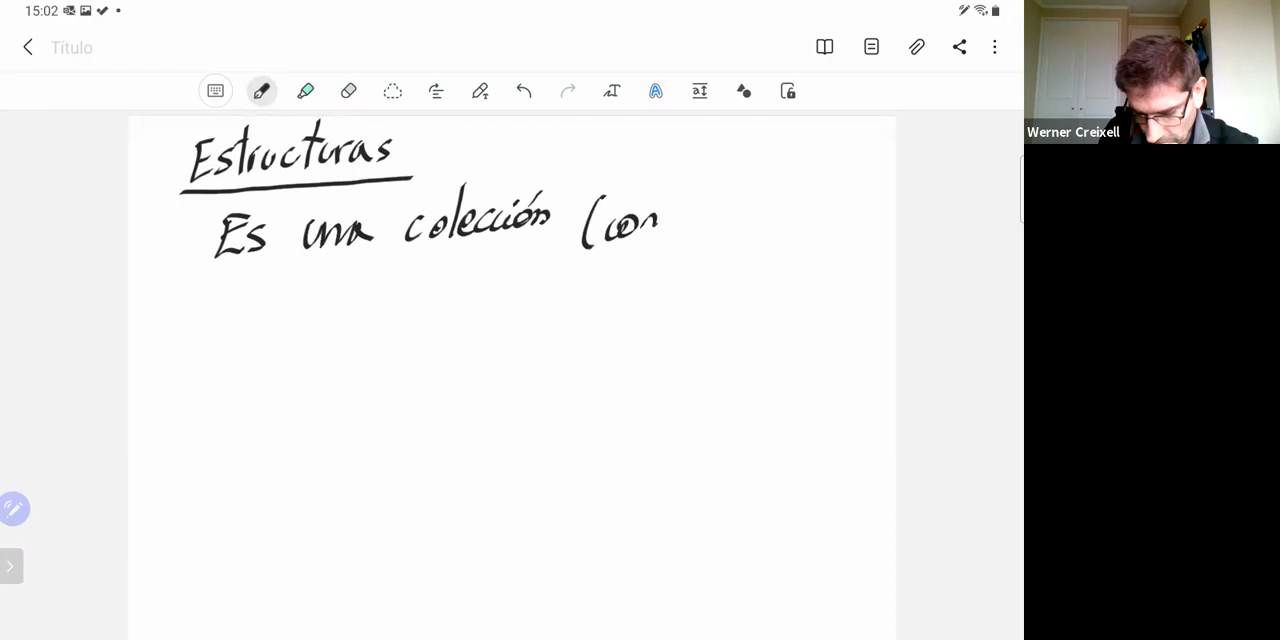 15:02
Título
Estructuras
Es una colección (con
Werner Creixell